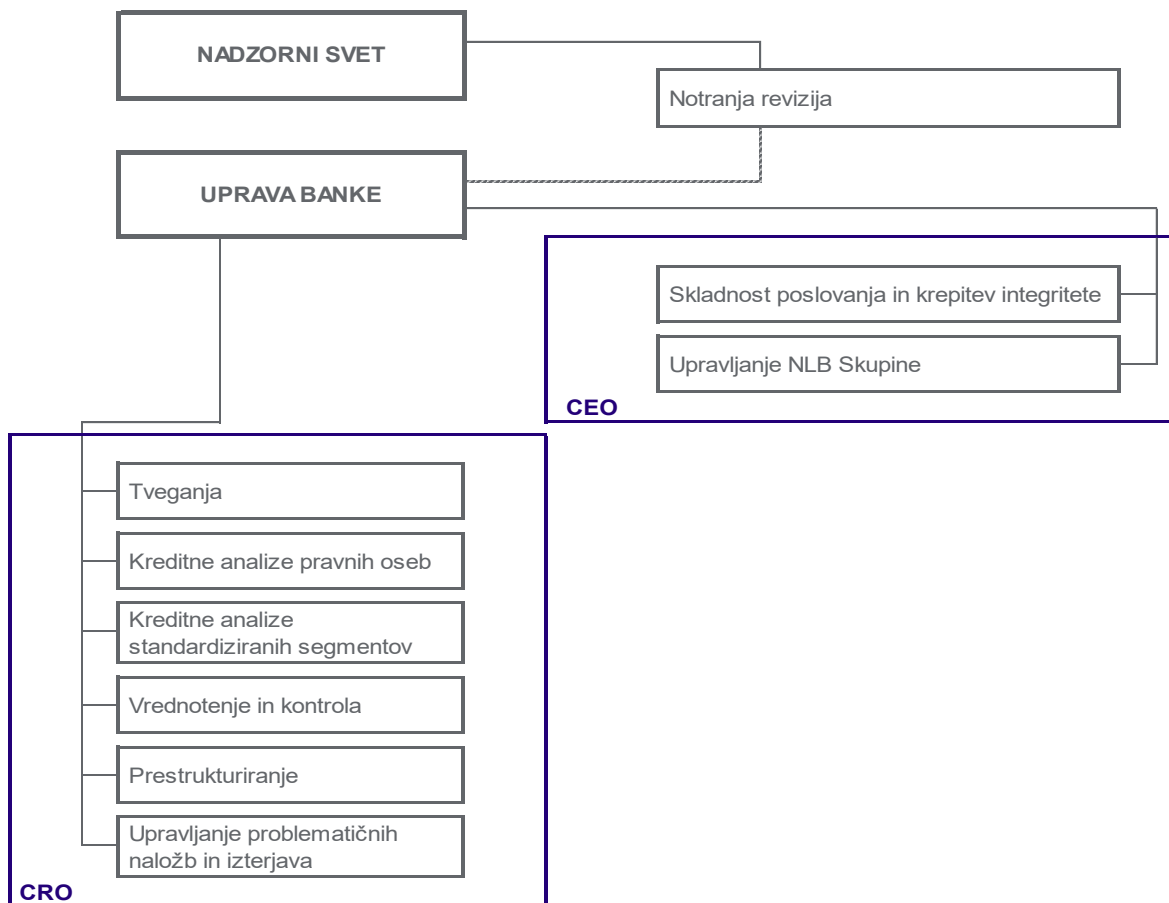 NADZORNI SVET
Notranja revizija
UPRAVA BANKE
Skladnost poslovanja in krepitev integritete
Upravljanje NLB Skupine
CEO
Tveganja
Kreditne analize pravnih oseb
Kreditne analize
standardiziranih segmentov
Vrednotenje in kontrola
Prestrukturiranje
Upravljanje problematičnih
naložb in izterjava
CRO